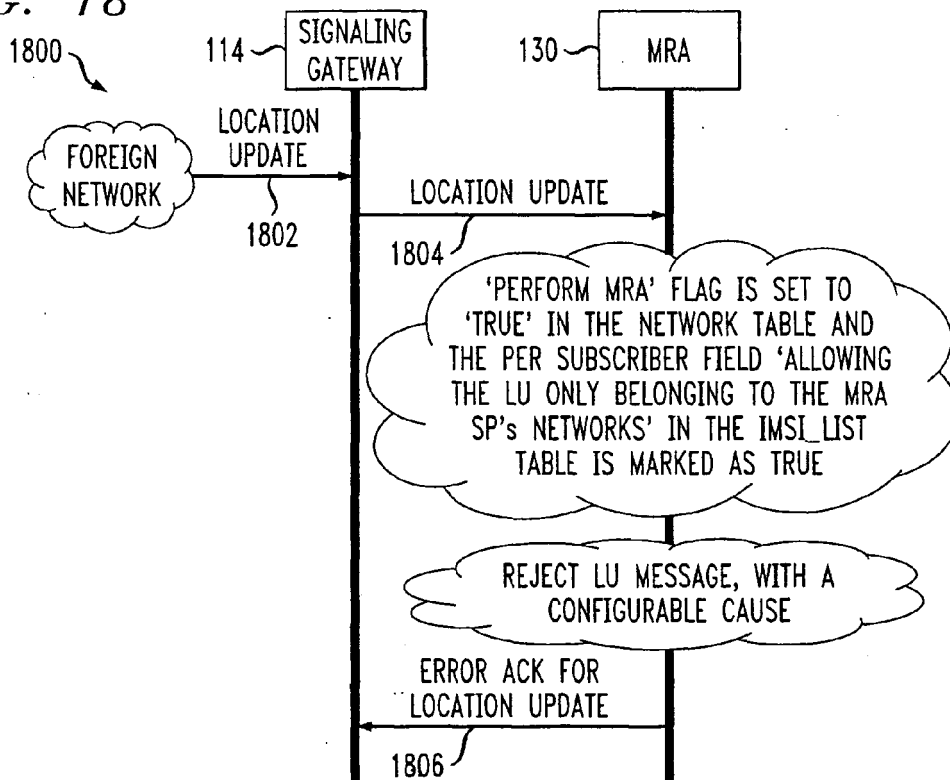 G. 18
1800
114
SIGNALING
GATEWAY
130
MRA
FOREIGN
NETWORK
LOCATION
UPDATE
1802
LOCATION UPDATE
1804
'PERFORM MRA' FLAG IS SET TO
'TRUE' IN THE NETWORK TABLE AND
THE PER SUBSCRIBER FIELD 'ALLOWING
THE LU ONLY BELONGING TO THE MRA
SP's NETWORKS' IN THE IMSI_LIST
TABLE IS MARKED AS TRUE
REJECT LU MESSAGE, WITH A
CONFIGURABLE CAUSE
ERROR ACK FOR
LOCATION UPDATE
1806